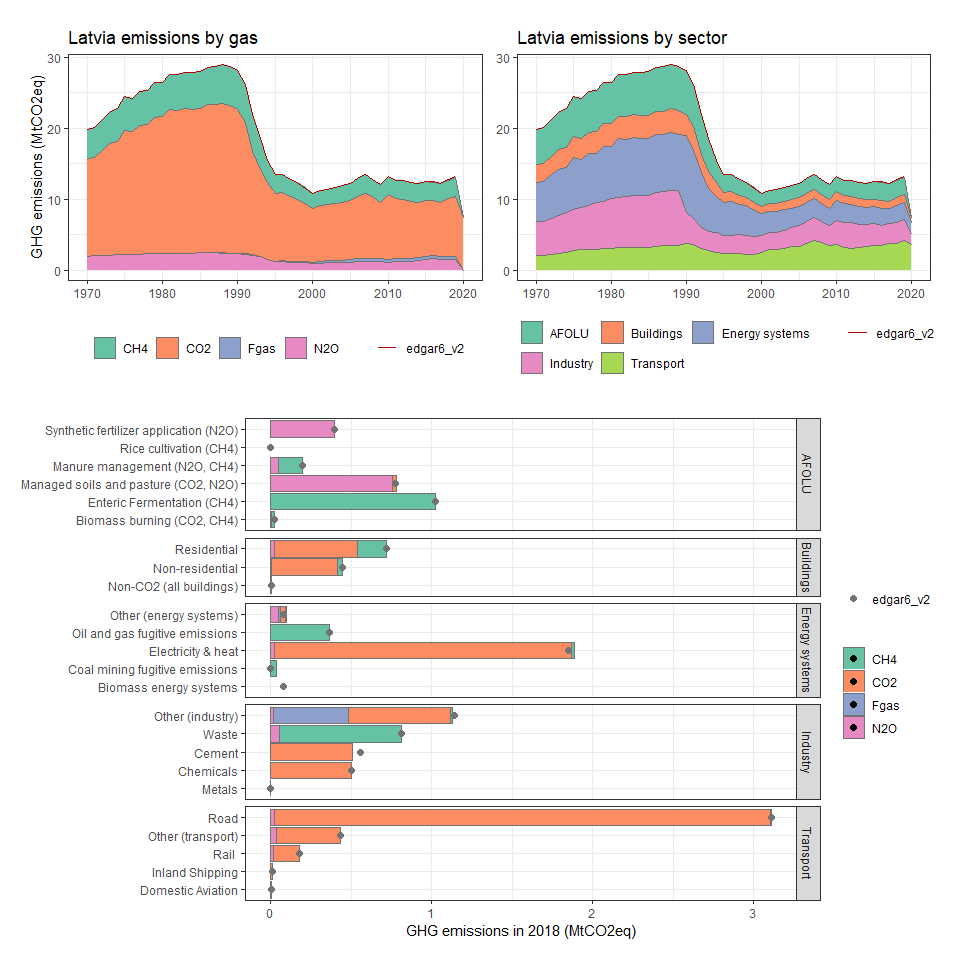 Latvia emissions by gas
Latvia emissions by sector
GHG emissions (MtCO2eq)
30
20
10
0
1970 1980 1990 2000 2010 2020
30
20
10
0
1970 1980 1990 2000 2010 2020
CH4 CO2 Fgas N2O edgar6_v2
AFOLU Buildings Energy systems edgar6_v2
Industry Transport
Synthetic fertilizer application (N2O)
Rice cultivation (CH4)
Manure management (N2O, CH4)
Managed soils and pasture (CO2, N2O)
Enteric Fermentation (CH4)
Biomass burning (CO2, CH4)
AFOLU
Residential
Non-residential
Non-CO2 (all buildings)
Buildings
Other (energy systems)
Oil and gas fugitive emissions
Electricity & heat
Coal mining fugitive emissions
Biomass energy systems
Energy systems
Other (industry)
Waste
Cement
Chemicals
Metals
Industry
Road
Other (transport)
Rail
Inland Shipping
Domestic Aviation
Transport
0 1 2 3
GHG emissions in 2018 (MtCO2eq)
edgar6_v2
CH4
CO2
Fgas
N2O